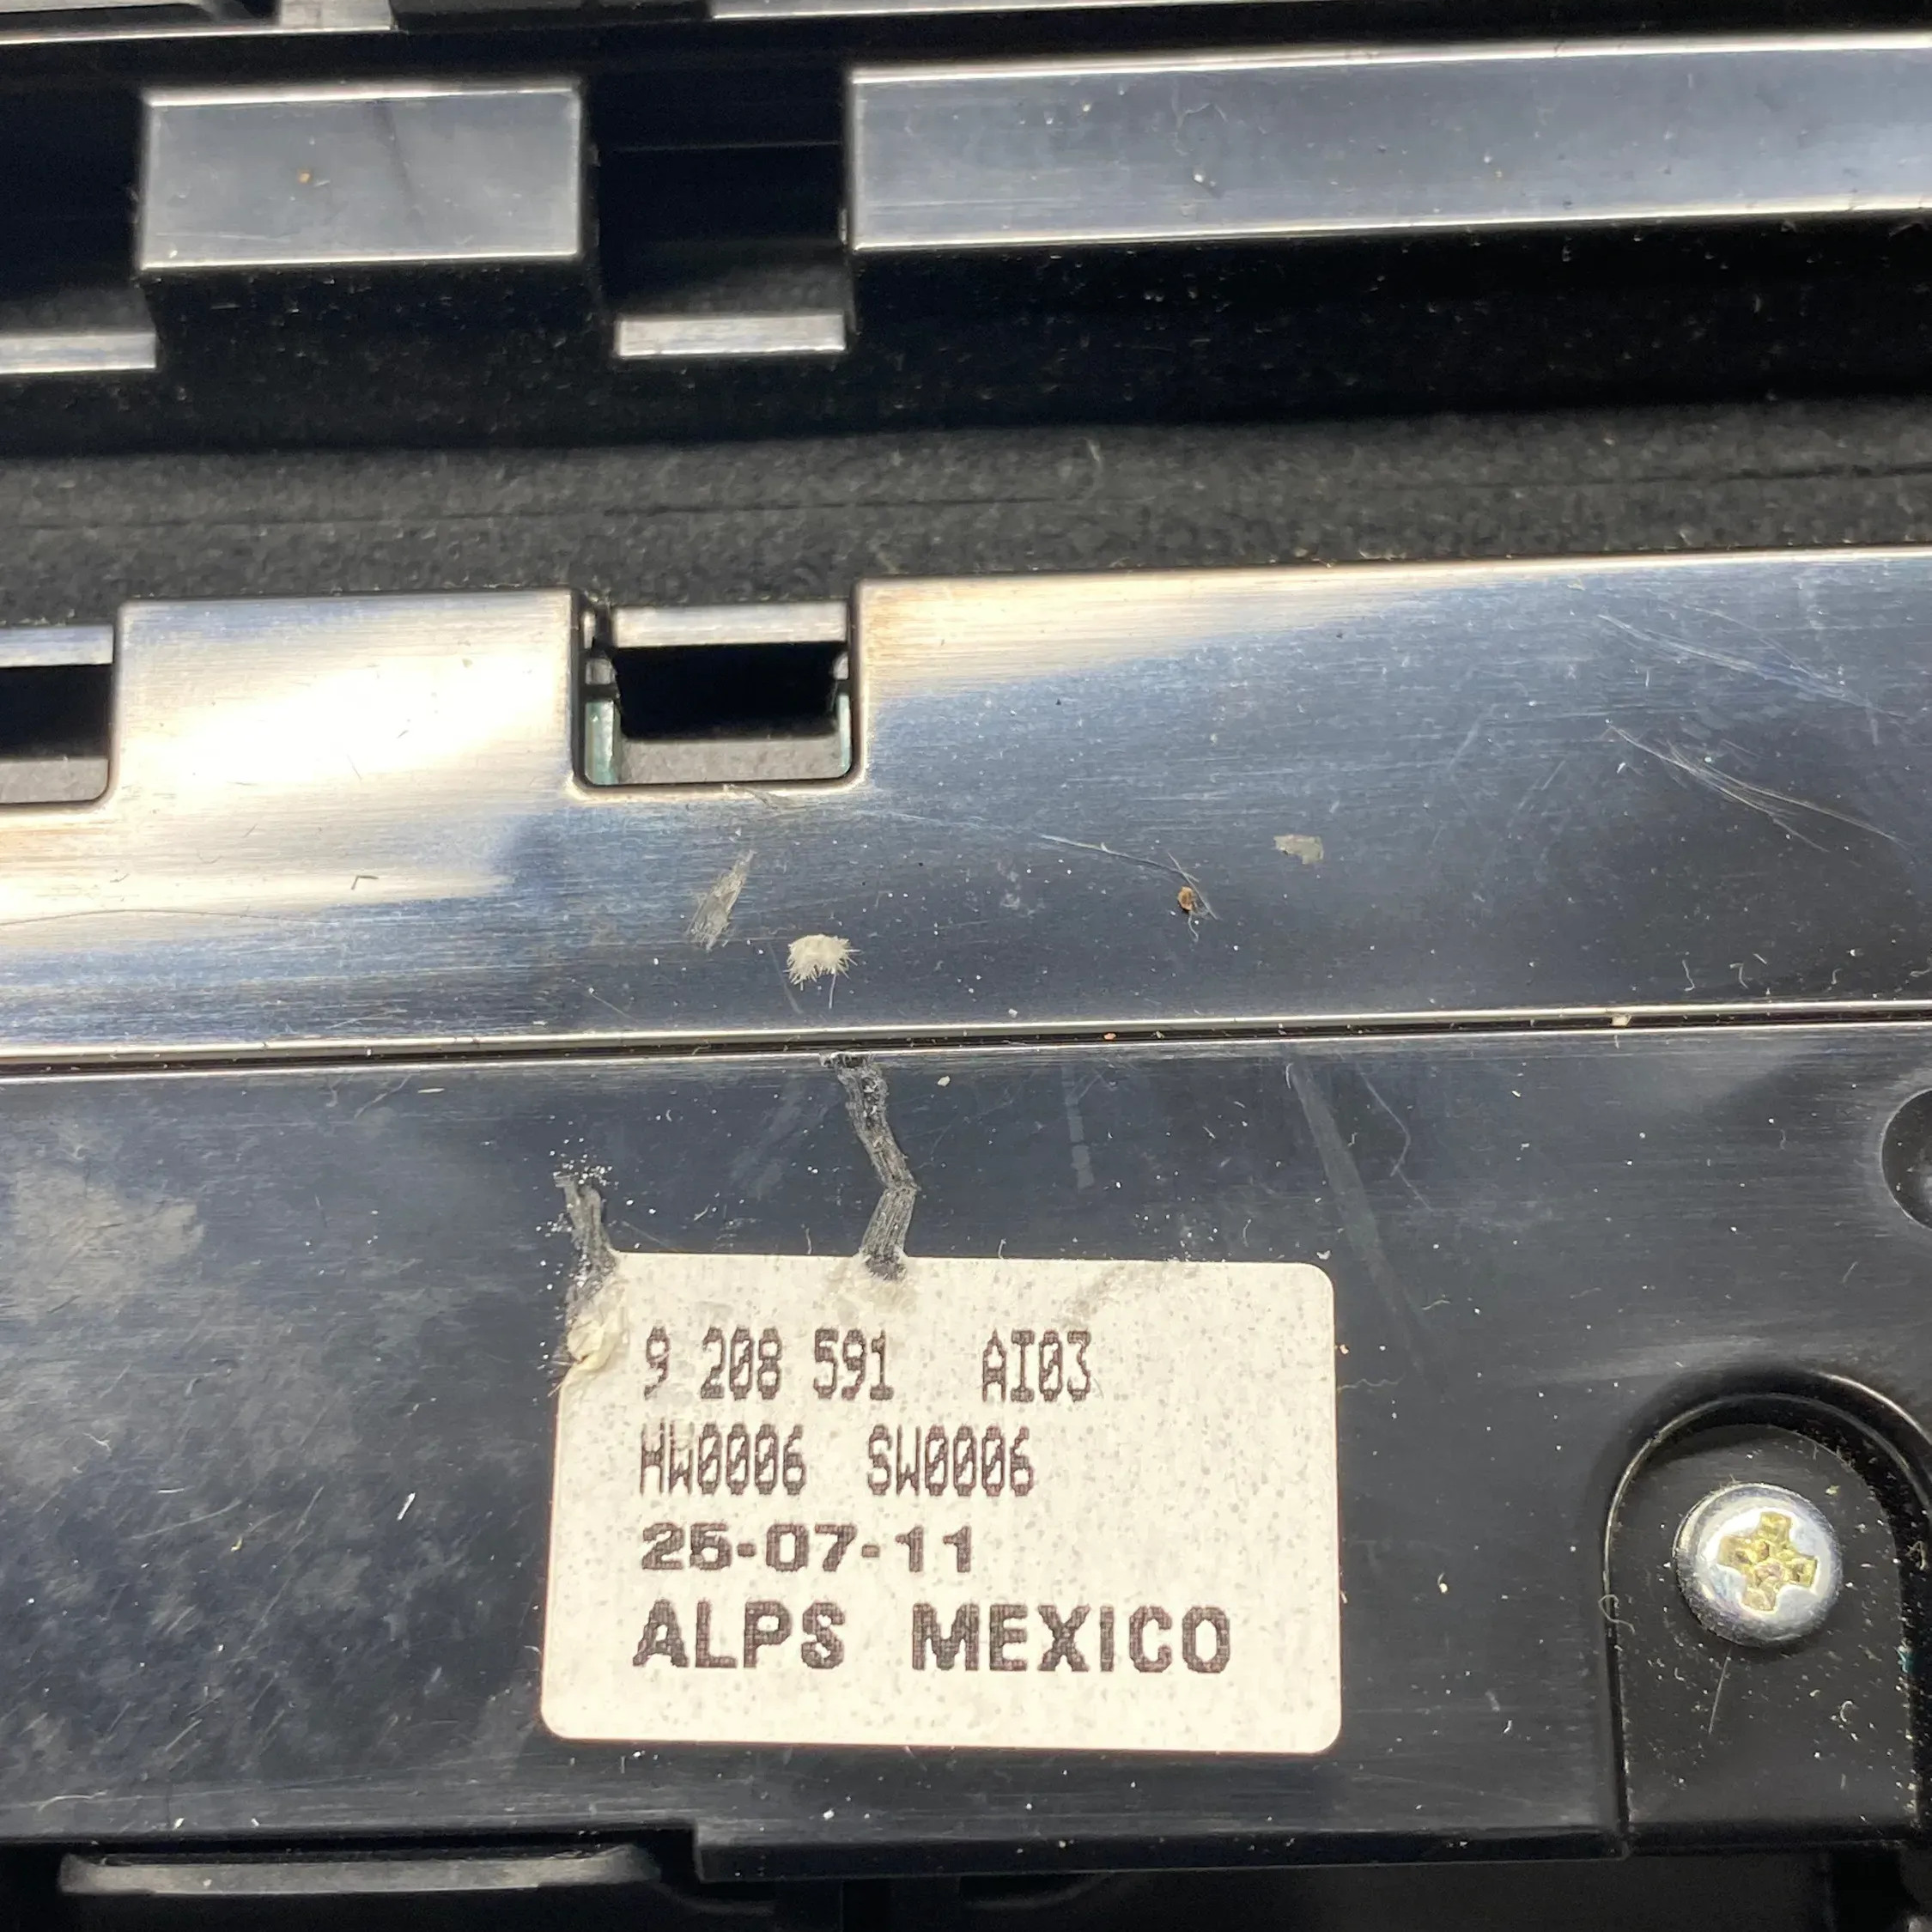 9 208 591 AI03
HW0006 SW0006
25-07-11
ALPS MEXICO